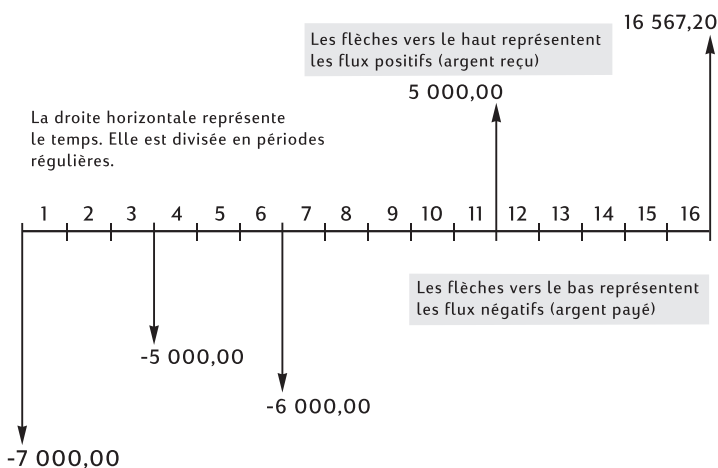 16 567,20
Les flèches vers le haut représentent
les flux positifs (argent reçu)
5 000,00
La droite horizontale représente
le temps. Elle est divisée en périodes
régulières.
1 2 3 4 5 6 7 8 9 10 11 12 13 14 15 16
Les flèches vers le bas représentent
les flux négatifs (argent payé)
-5 000,00
-6 000,00
-7 000,00